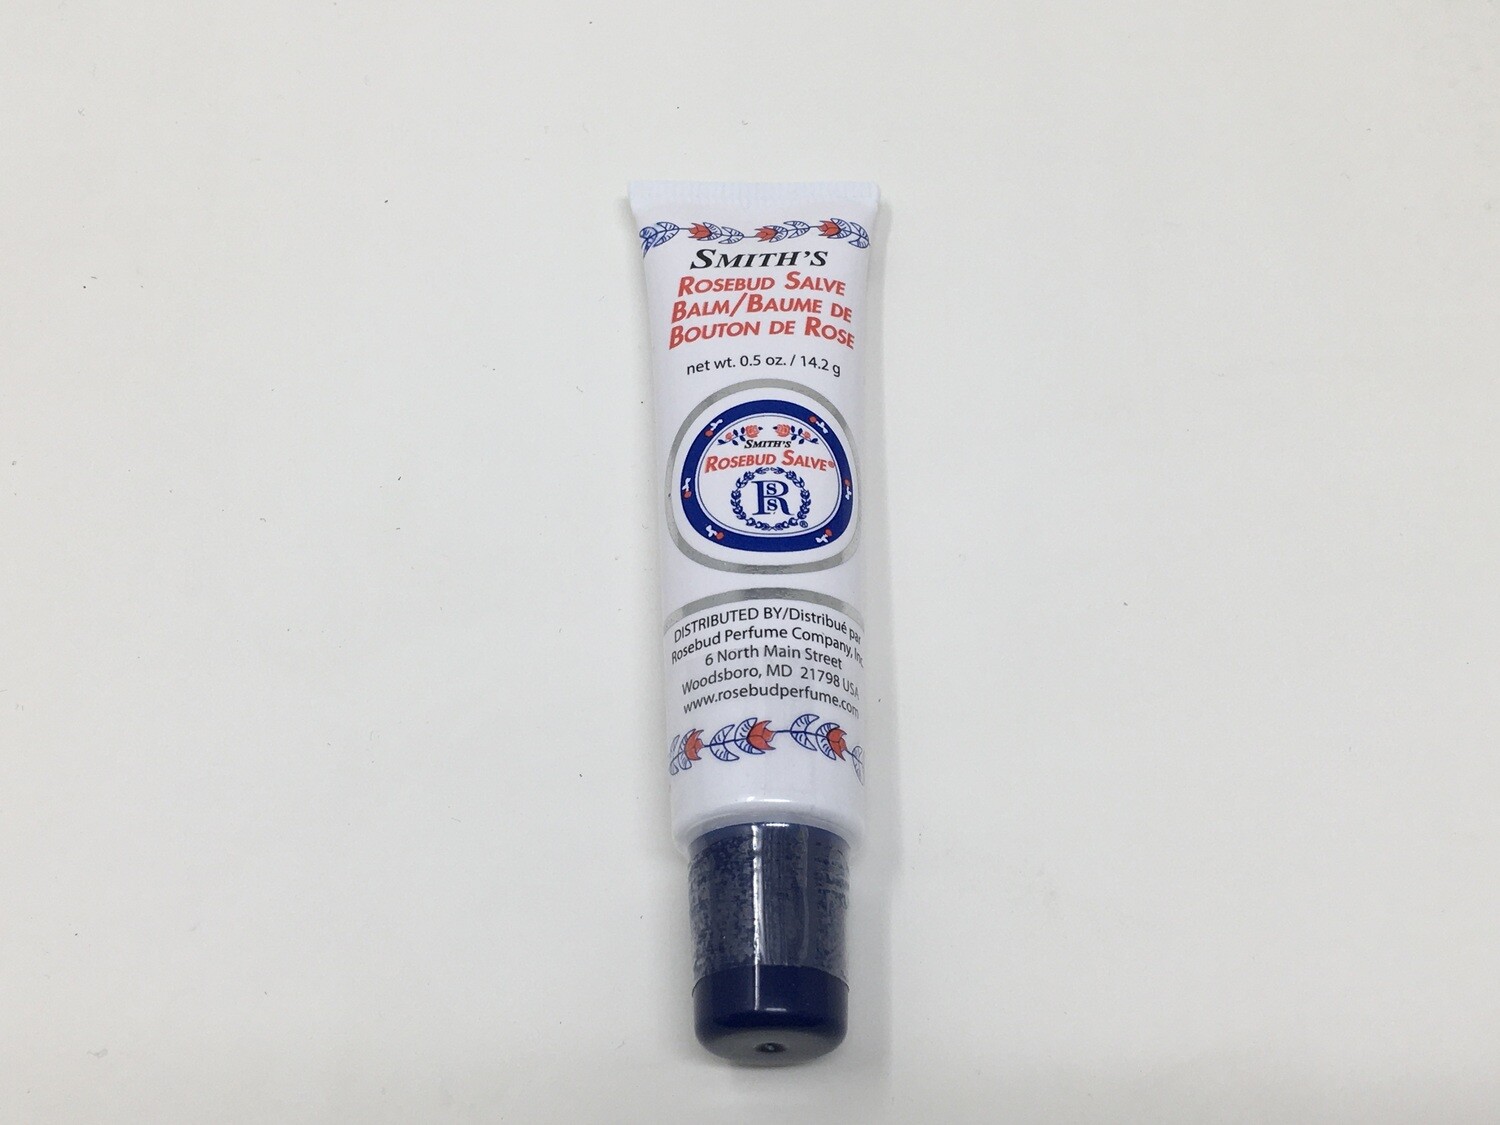 SMITH'S
ROSEBUD SALVE
BALM/BAUME DE
BOUTON DE ROSE
net wt. 0.5 oz. / 14.2 g
SMITH'S
ROSEBUD SALVE®
RSS
®
DISTRIBUTED BY/Distribué par
Rosebud Perfume Company, Inc.
6 North Main Street
Woodsboro, MD 21798 USA
www.rosebudperfume.com